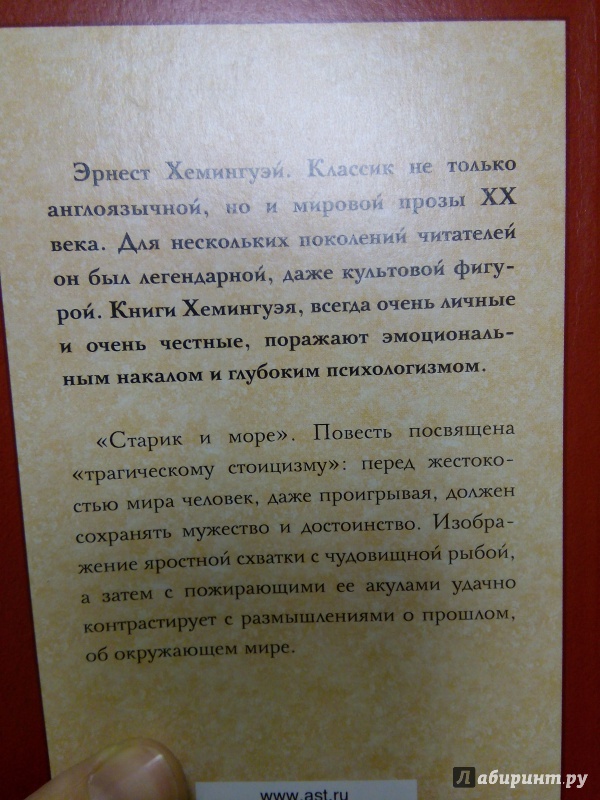 Эрнест Хемингуэй. Классик не только
англоязычной, но и мировой прозы XX
века. Для нескольких поколений читателей
он был легендарной, даже культовой фигу-
рой. Книги Хемингуэя, всегда очень личные
и очень честные, поражают эмоциональ-
ным накалом и глубоким психологизмом.
«Старик и море». Повесть посвящена
«трагическому стоицизму»: перед жестоко-
стью мира человек, даже проигрывая, должен
сохранять мужество и достоинство. Изобра-
жение яростной схватки с чудовищной рыбой,
а затем с пожирающими ее акулами удачно
контрастирует с размышлениями о прошлом,
об окружающем мире.
www.ast.ru
Лабиринт.ру